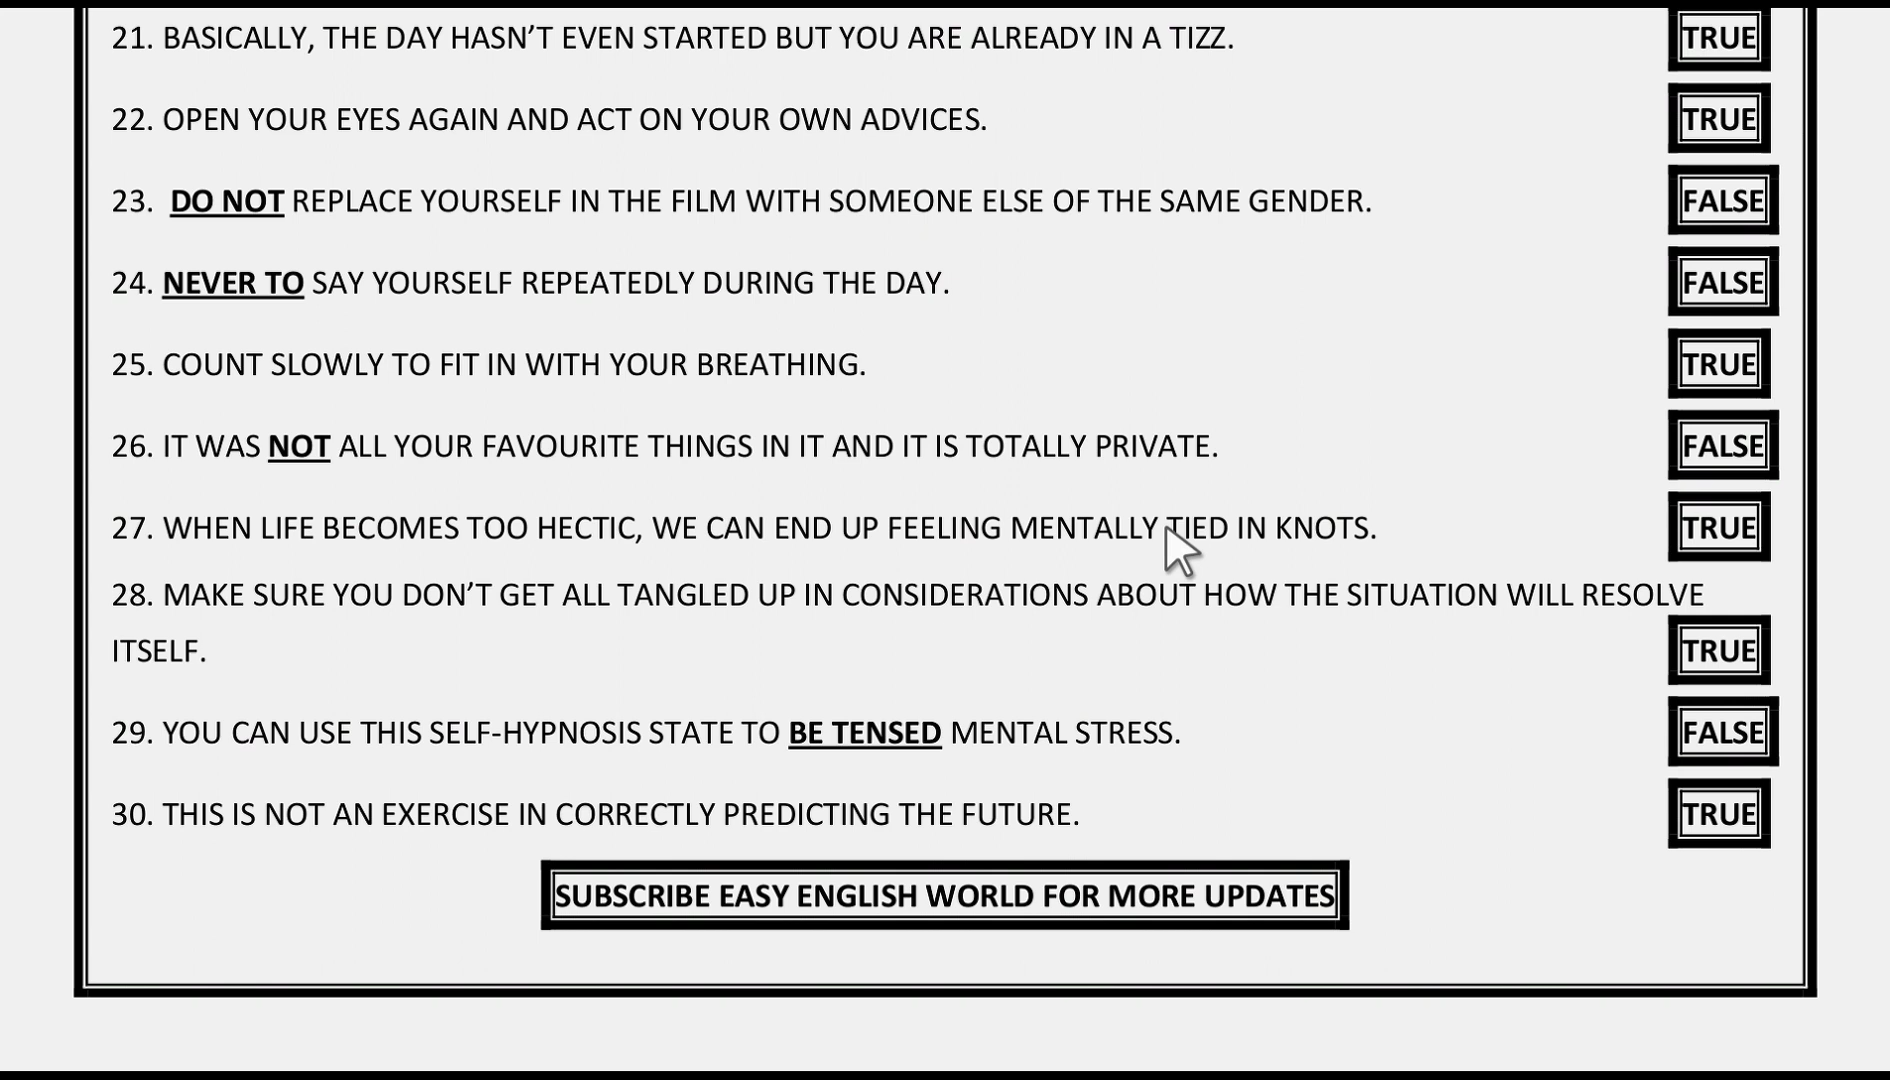 21. BASICALLY, THE DAY HASN’T EVEN STARTED BUT YOU ARE ALREADY IN A TIZZ. TRUE
22. OPEN YOUR EYES AGAIN AND ACT ON YOUR OWN ADVICES. TRUE
23. DO NOT REPLACE YOURSELF IN THE FILM WITH SOMEONE ELSE OF THE SAME GENDER. FALSE
24. NEVER TO SAY YOURSELF REPEATEDLY DURING THE DAY. FALSE
25. COUNT SLOWLY TO FIT IN WITH YOUR BREATHING. TRUE
26. IT WAS NOT ALL YOUR FAVOURITE THINGS IN IT AND IT IS TOTALLY PRIVATE. FALSE
27. WHEN LIFE BECOMES TOO HECTIC, WE CAN END UP FEELING MENTALLY TIED IN KNOTS. TRUE
28. MAKE SURE YOU DON’T GET ALL TANGLED UP IN CONSIDERATIONS ABOUT HOW THE SITUATION WILL RESOLVE
ITSELF. TRUE
29. YOU CAN USE THIS SELF-HYPNOSIS STATE TO BE TENSED MENTAL STRESS. FALSE
30. THIS IS NOT AN EXERCISE IN CORRECTLY PREDICTING THE FUTURE. TRUE
SUBSCRIBE EASY ENGLISH WORLD FOR MORE UPDATES